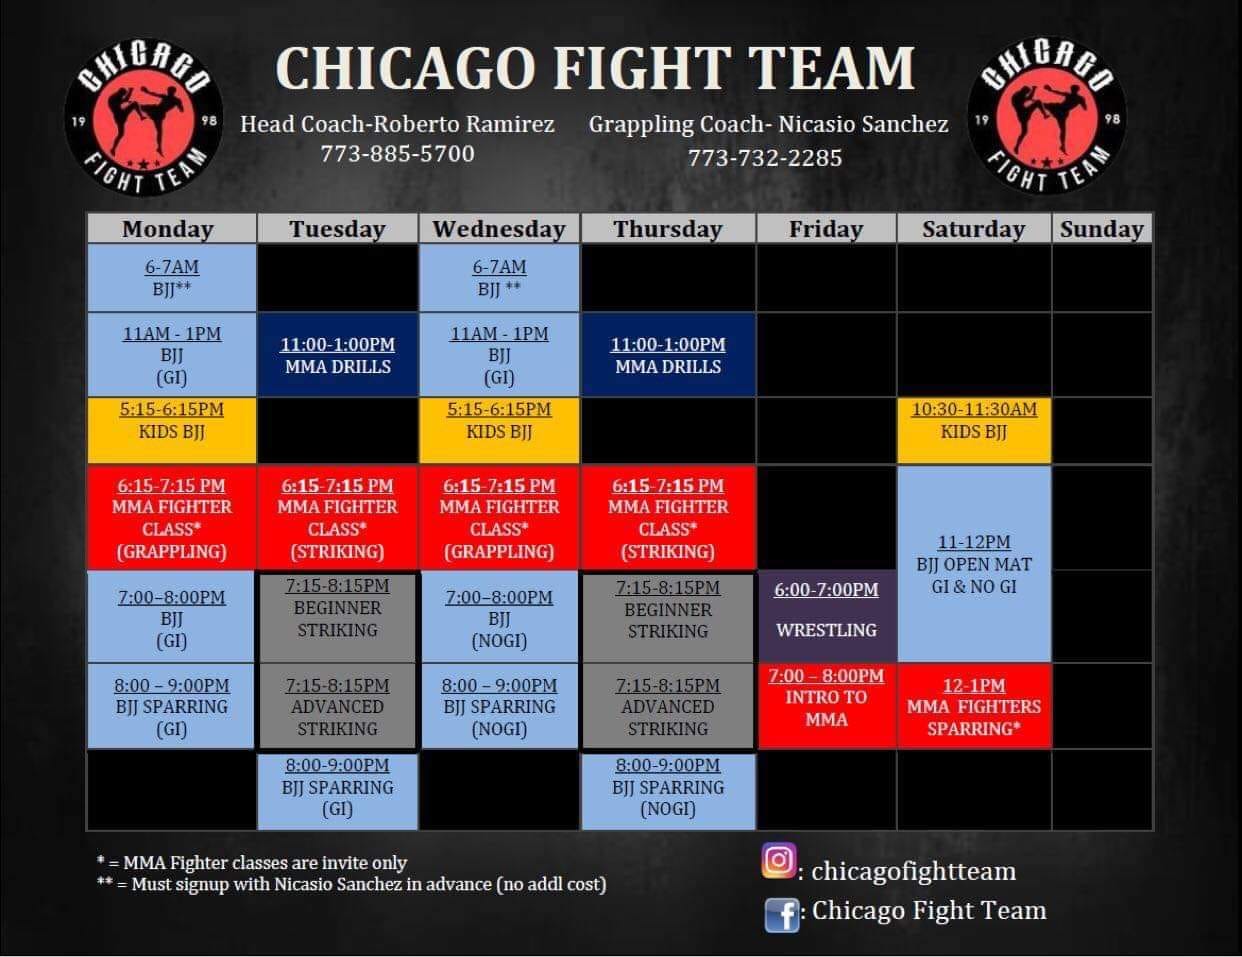 CHICAGO FIGHT TEAM
CHICAGO
19 98
FIGHT TEAM
Head Coach-Roberto Ramirez
773-885-5700
Grappling Coach- Nicasio Sanchez
773-732-2285
CHICAGO
19 98
FIGHT TEAM
Monday Tuesday Wednesday Thursday Friday Saturday Sunday
6-7AM
BJJ**
6-7AM
BJJ **
11AM - 1PM
BJJ
(GI)
11:00-1:00PM
MMA DRILLS
11AM - 1PM
BJJ
(GI)
11:00-1:00PM
MMA DRILLS
5:15-6:15PM
KIDS BJJ
5:15-6:15PM
KIDS BJJ
10:30-11:30AM
KIDS BJJ
6:15-7:15 PM
MMA FIGHTER
CLASS*
(GRAPPLING)
6:15-7:15 PM
MMA FIGHTER
CLASS*
(STRIKING)
6:15-7:15 PM
MMA FIGHTER
CLASS*
(GRAPPLING)
6:15-7:15 PM
MMA FIGHTER
CLASS*
(STRIKING)
11-12PM
BJJ OPEN MAT
GI & NO GI
7:00–8:00PM
BJJ
(GI)
7:15-8:15PM
BEGINNER
STRIKING
7:00–8:00PM
BJJ
(NOGI)
7:15-8:15PM
BEGINNER
STRIKING
6:00-7:00PM
WRESTLING
8:00 – 9:00PM
BJJ SPARRING
(GI)
7:15-8:15PM
ADVANCED
STRIKING
8:00 – 9:00PM
BJJ SPARRING
(NOGI)
7:15-8:15PM
ADVANCED
STRIKING
7:00 – 8:00PM
INTRO TO
MMA
12-1PM
MMA FIGHTERS
SPARRING*
8:00-9:00PM
BJJ SPARRING
(GI)
8:00-9:00PM
BJJ SPARRING
(NOGI)
* = MMA Fighter classes are invite only
** = Must signup with Nicasio Sanchez in advance (no addl cost)
: chicagofightteam
: Chicago Fight Team